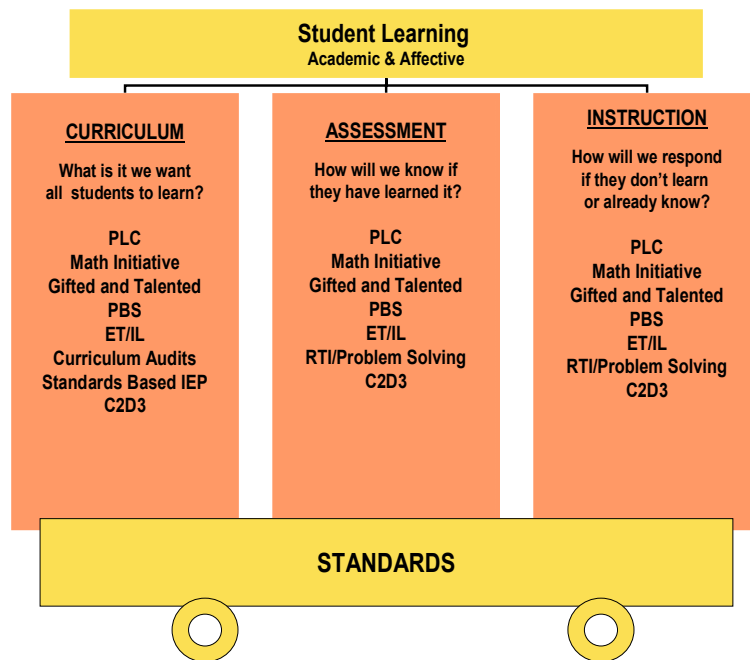 Student Learning
Academic & Affective
CURRICULUM
What is it we want
all students to learn?
PLC
Math Initiative
Gifted and Talented
PBS
ET/IL
Curriculum Audits
Standards Based IEP
C2D3
ASSESSMENT
How will we know if
they have learned it?
PLC
Math Initiative
Gifted and Talented
PBS
ET/IL
RTI/Problem Solving
C2D3
INSTRUCTION
How will we respond
if they don't learn
or already know?
PLC
Math Initiative
Gifted and Talented
PBS
ET/IL
RTI/Problem Solving
C2D3
STANDARDS